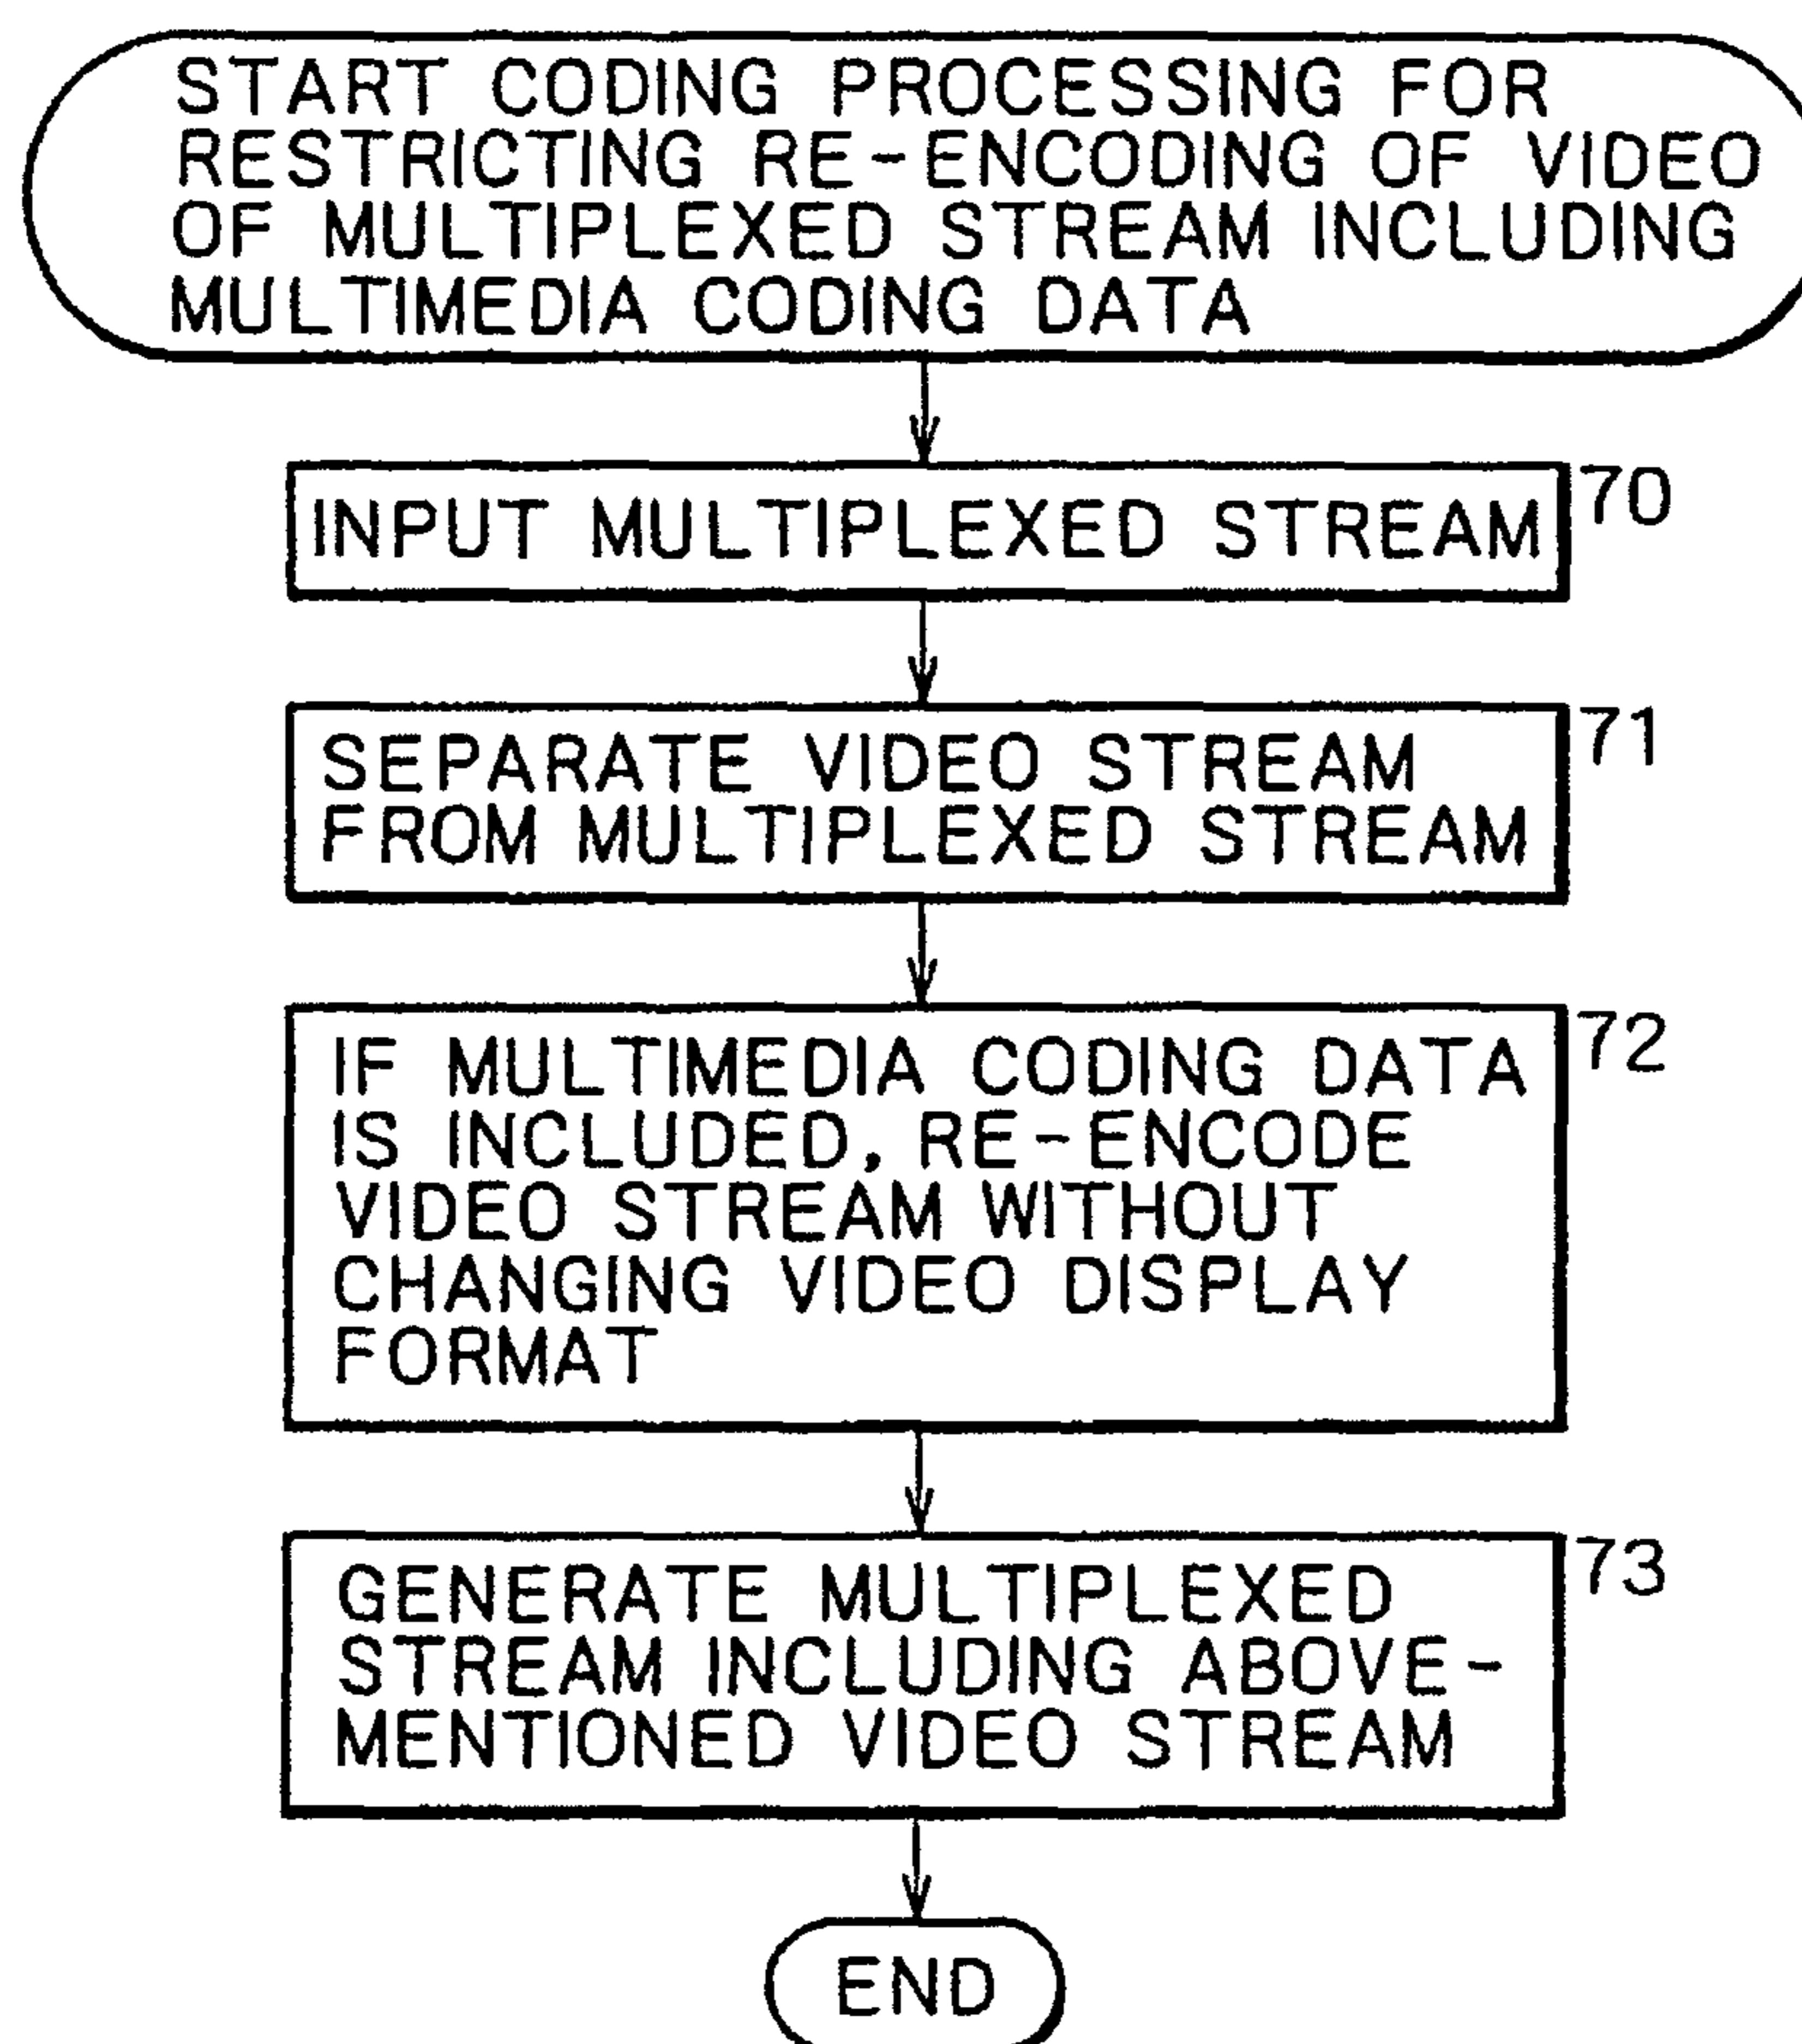 START CODING PROCESSING FOR
RESTRICTING RE-ENCODING OF VIDEO
OF MULTIPLEXED STREAM INCLUDING
MULTIMEDIA CODING DATA
INPUT MULTIPLEXED STREAM
70
SEPARATE VIDEO STREAM
FROM MULTIPLEXED STREAM
71
IF MULTIMEDIA CODING DATA
IS INCLUDED, RE-ENCODE
VIDEO STREAM WITHOUT
CHANGING VIDEO DISPLAY
FORMAT
72
GENERATE MULTIPLEXED
STREAM INCLUDING ABOVE-
MENTIONED VIDEO STREAM
73
END